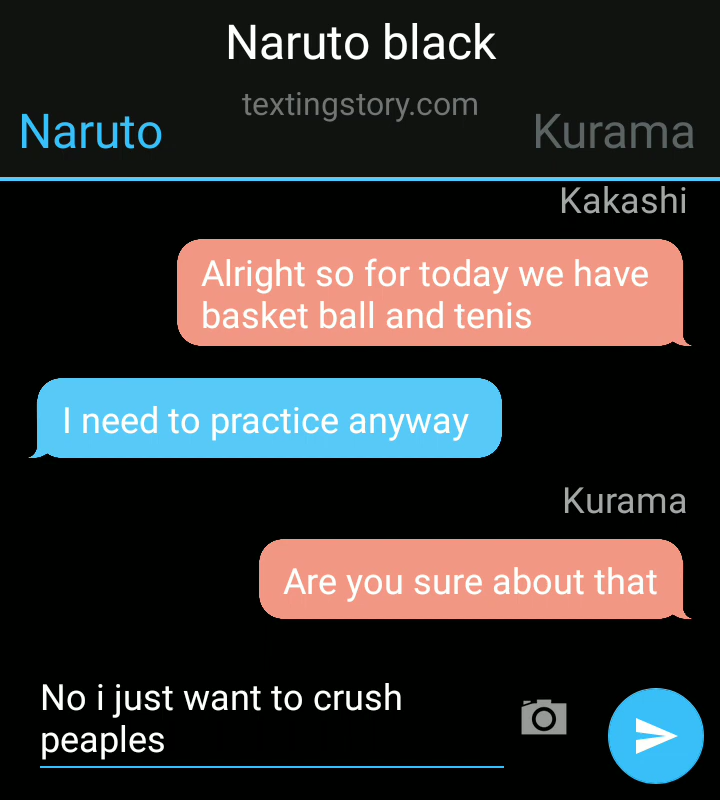 Naruto black
textingstory.com
Naruto
Kurama
Kakashi
Alright so for today we have
basket ball and tenis
I need to practice anyway
Kurama
Are you sure about that
No i just want to crush
peaples